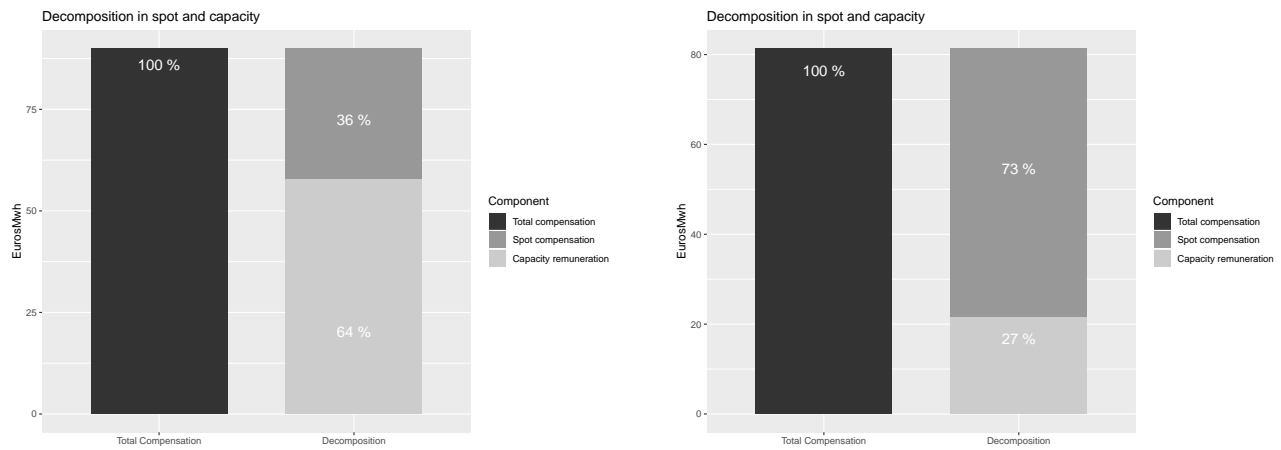 Decomposition in spot and capacity
EurosMwh
75
50
25
0
100 %
36 %
64 %
Total Compensation
Decomposition
Component
Total compensation
Spot compensation
Capacity remuneration
Decomposition in spot and capacity
EurosMwh
80
60
40
20
0
100 %
73 %
27 %
Total Compensation
Decomposition
Component
Total compensation
Spot compensation
Capacity remuneration